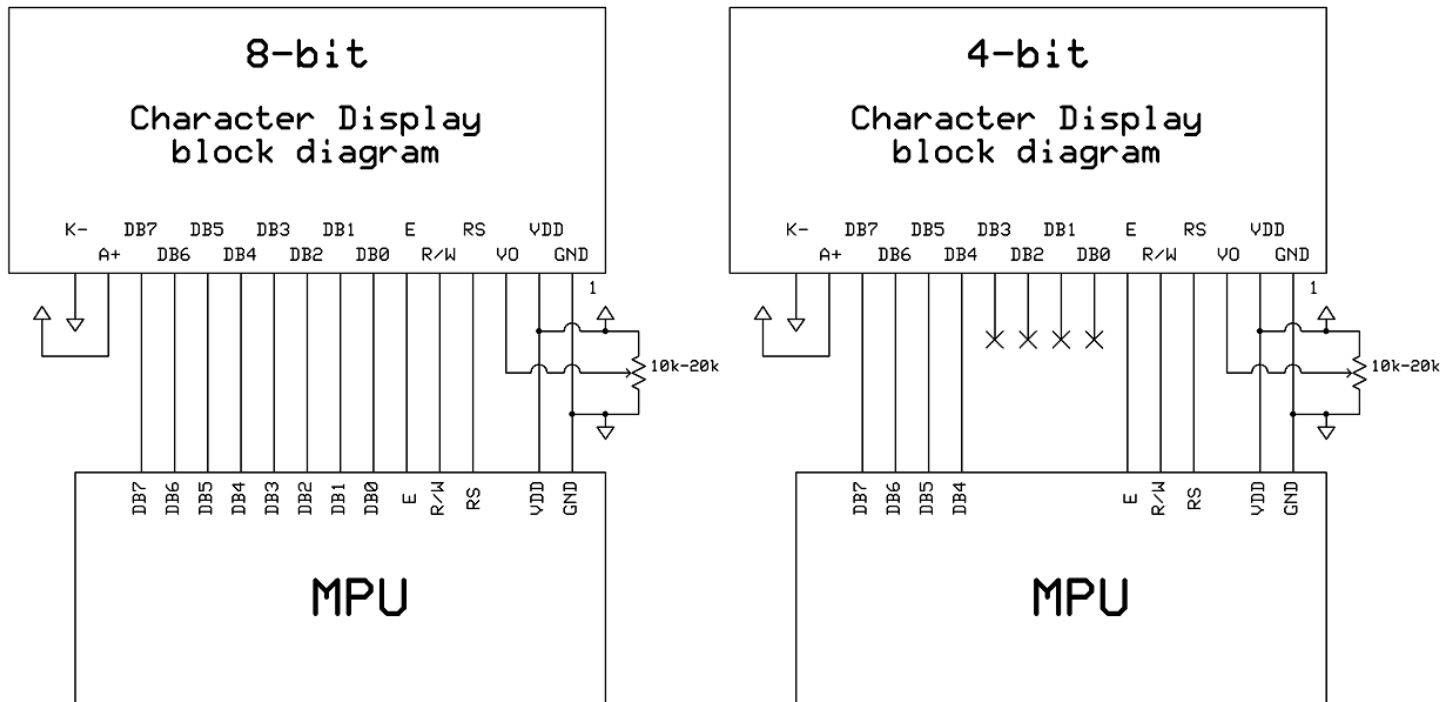 8-bit
Character Display
block diagram
K- DB7 DB5 DB3 DB1 E RS VDD
A+ DB6 DB4 DB2 DB0 R/W VO GND
1
10k-20k
DB7 DB6 DB5 DB4 DB3 DB2 DB1 DB0 E R/W RS VDD GND
MPU
4-bit
Character Display
block diagram
K- DB7 DB5 DB3 DB1 E RS VDD
A+ DB6 DB4 DB2 DB0 R/W VO GND
1
10k-20k
DB7 DB6 DB5 DB4 E R/W RS VDD GND
MPU